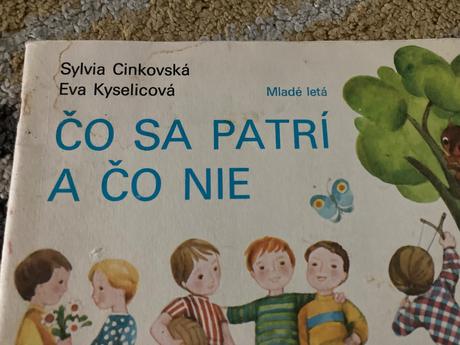 Sylvia Cinkovská
Eva Kyselicová
Mladé letá
ČO SA PATRÍ
A ČO NIE